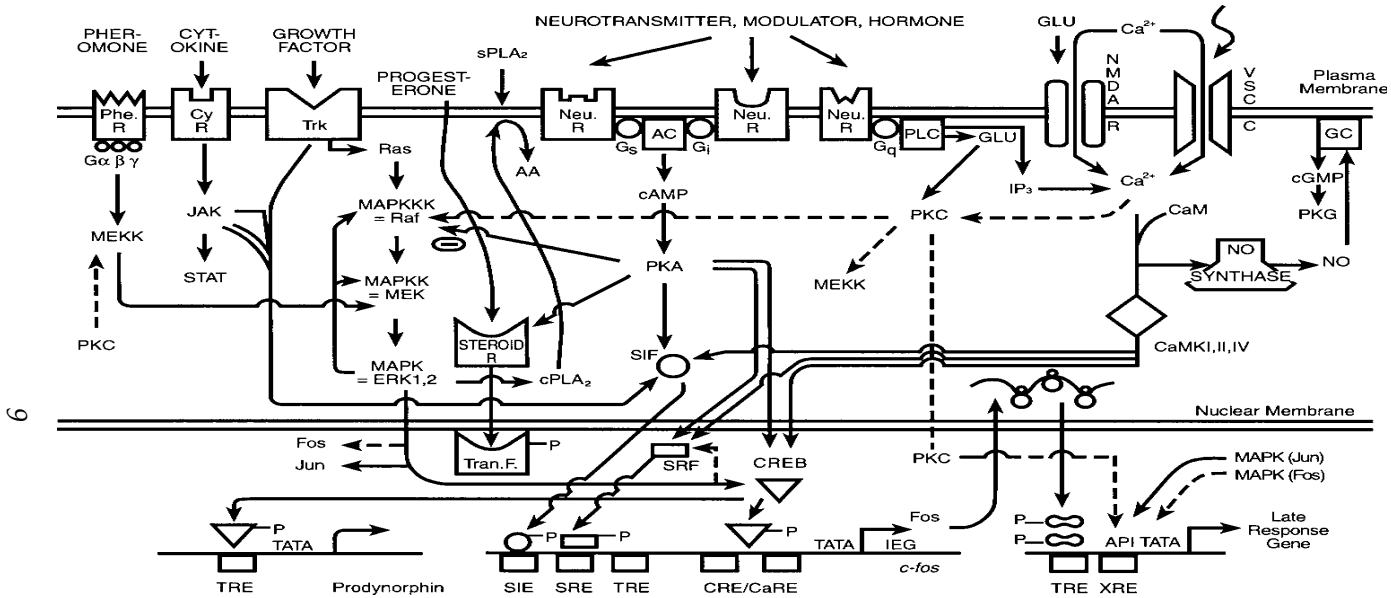 NEUROTRANSMITTER, MODULATOR, HORMONE
PHER-
OMONE
CYT-
OKINE
GROWTH
FACTOR
PROGEST-
ERONE
sPLA₂
GLU
Ca²⁺
NMDA R
VSCC
Plasma
Membrane
Phe.
R
Cy
R
Trk
Neu.
R
Neu.
R
Neu.
R
Gs
AC
Gi
Gq
PLC
GLU
GC
Gα β γ
Ras
AA
cAMP
IP₃
Ca²⁺
cGMP
PKG
JAK
MAPKKK
= Raf
PKC
CaM
MEKK
STAT
MAPKK
= MEK
PKA
MEKK
NO
SYNTHASE
NO
PKC
STEROID
R
SIF
CaMKI,II,IV
MAPK
= ERK1,2
cPLA₂
9
Nuclear Membrane
Fos
Jun
Tran.F.
P
SRF
CREB
PKC
MAPK (Jun)
MAPK (Fos)
P
TATA
P
P
P
TATA
Fos
IEG
P
P
API TATA
Late
Response
Gene
c-fos
TRE
Prodynorphin
SIE
SRE
TRE
CRE/CaRE
TRE
XRE